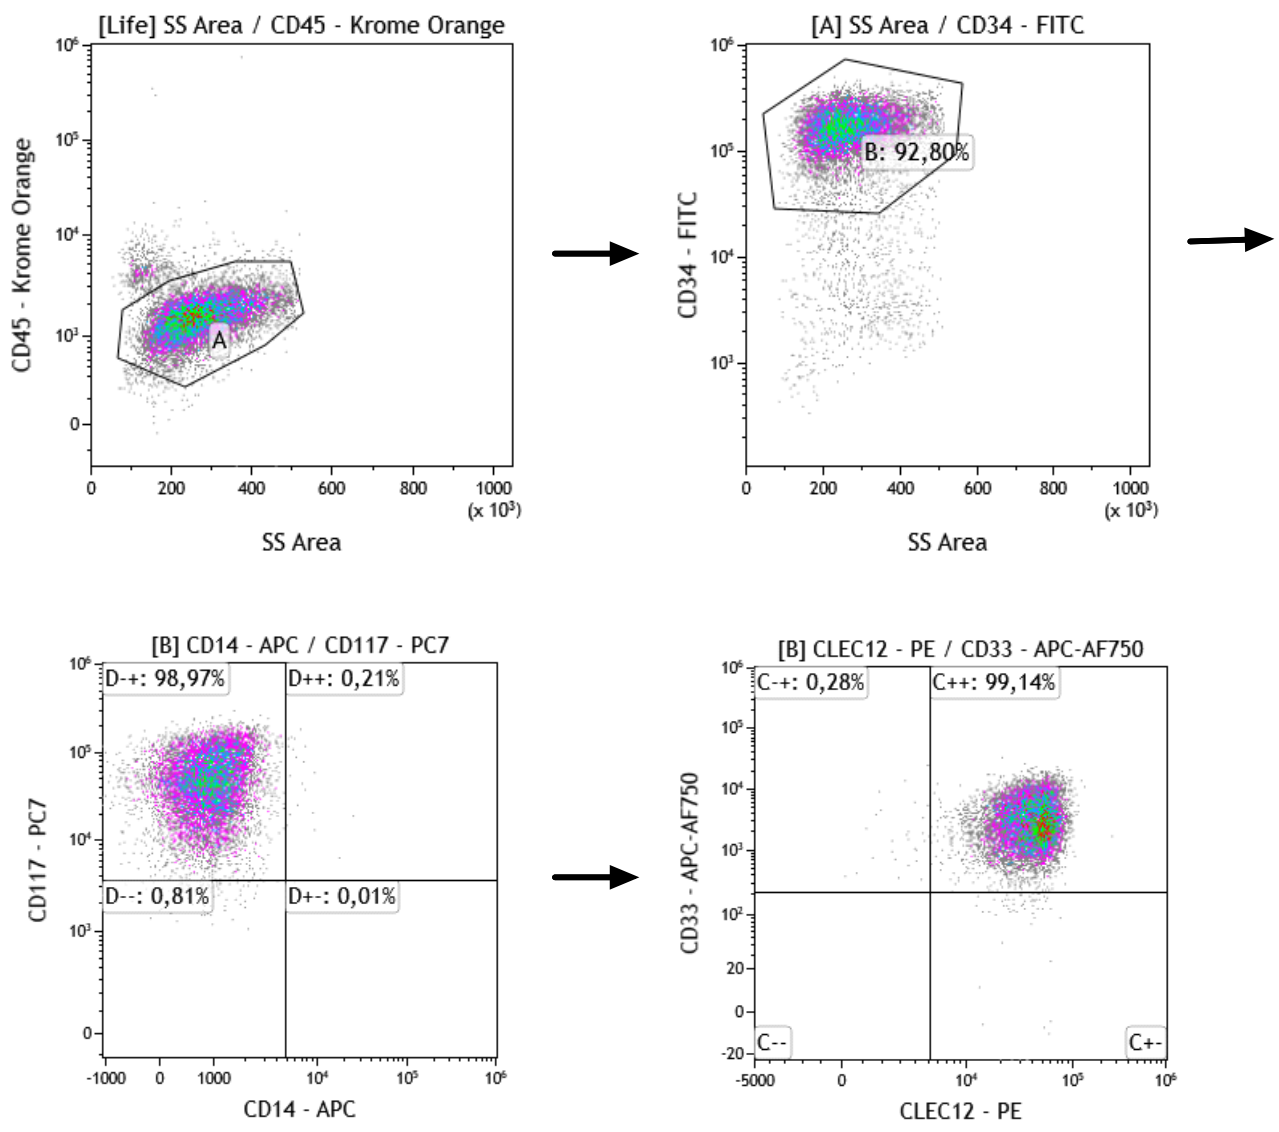 [Life] SS Area / CD45 - Krome Orange
CD45 - Krome Orange
10⁶
10⁵
10⁴
10³
0
A
0 200 400 600 800 1000
(x 10³)
SS Area
[A] SS Area / CD34 - FITC
CD34 - FITC
10⁶
10⁵
10⁴
10³
B: 92,80%
0 200 400 600 800 1000
(x 10³)
SS Area
[B] CD14 - APC / CD117 - PC7
CD117 - PC7
10⁶
10⁵
10⁴
10³
0
D-+: 98,97%
D++: 0,21%
D--: 0,81%
D+-: 0,01%
-1000 0 1000 10⁴ 10⁵ 10⁶
CD14 - APC
[B] CLEC12 - PE / CD33 - APC-AF750
CD33 - APC-AF750
10⁶
10⁵
10⁴
10³
10²
20
0
-20
C-+: 0,28%
C++: 99,14%
C--
C+-
-5000 0 10⁴ 10⁵ 10⁶
CLEC12 - PE